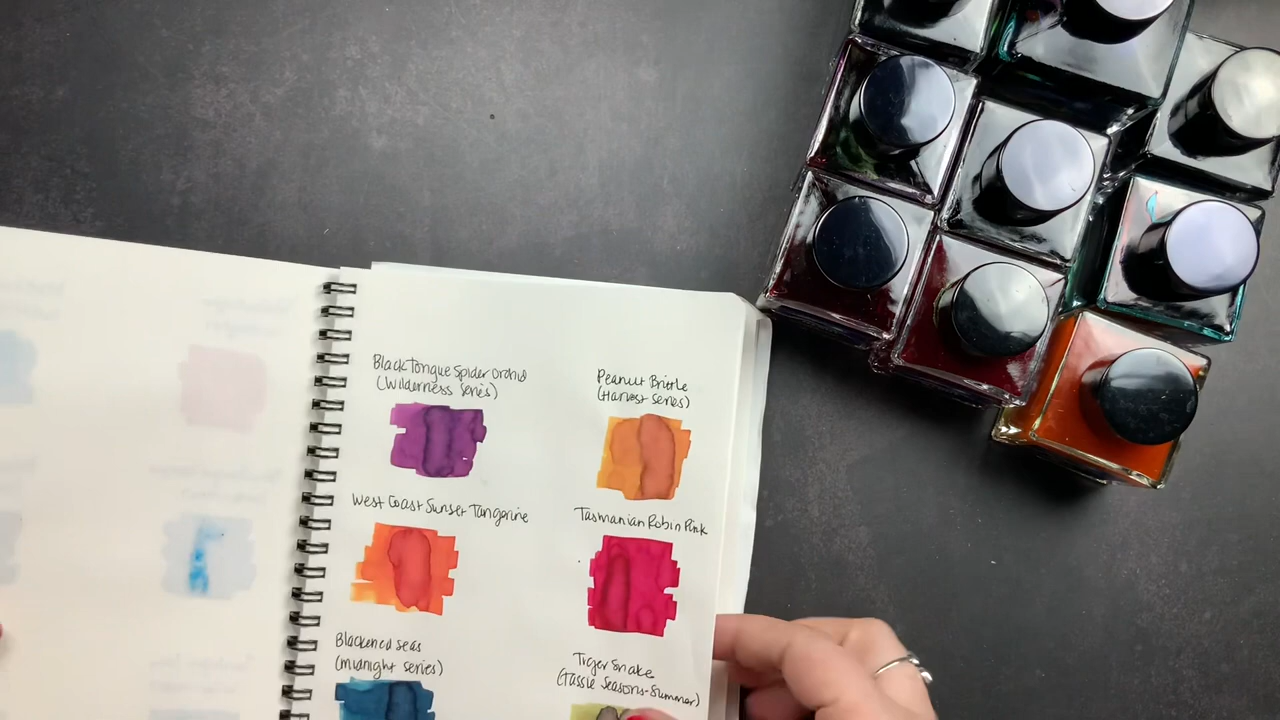 Black Tongue Spider Orchid
(Wilderness Series)
Peanut Brittle
(Harvest Series)
West Coast Sunset Tangerine
Tasmanian Robin Pink
Blackened Seas
(Midnight Series)
Tiger Snake
(Tassie Seasons-Summer)